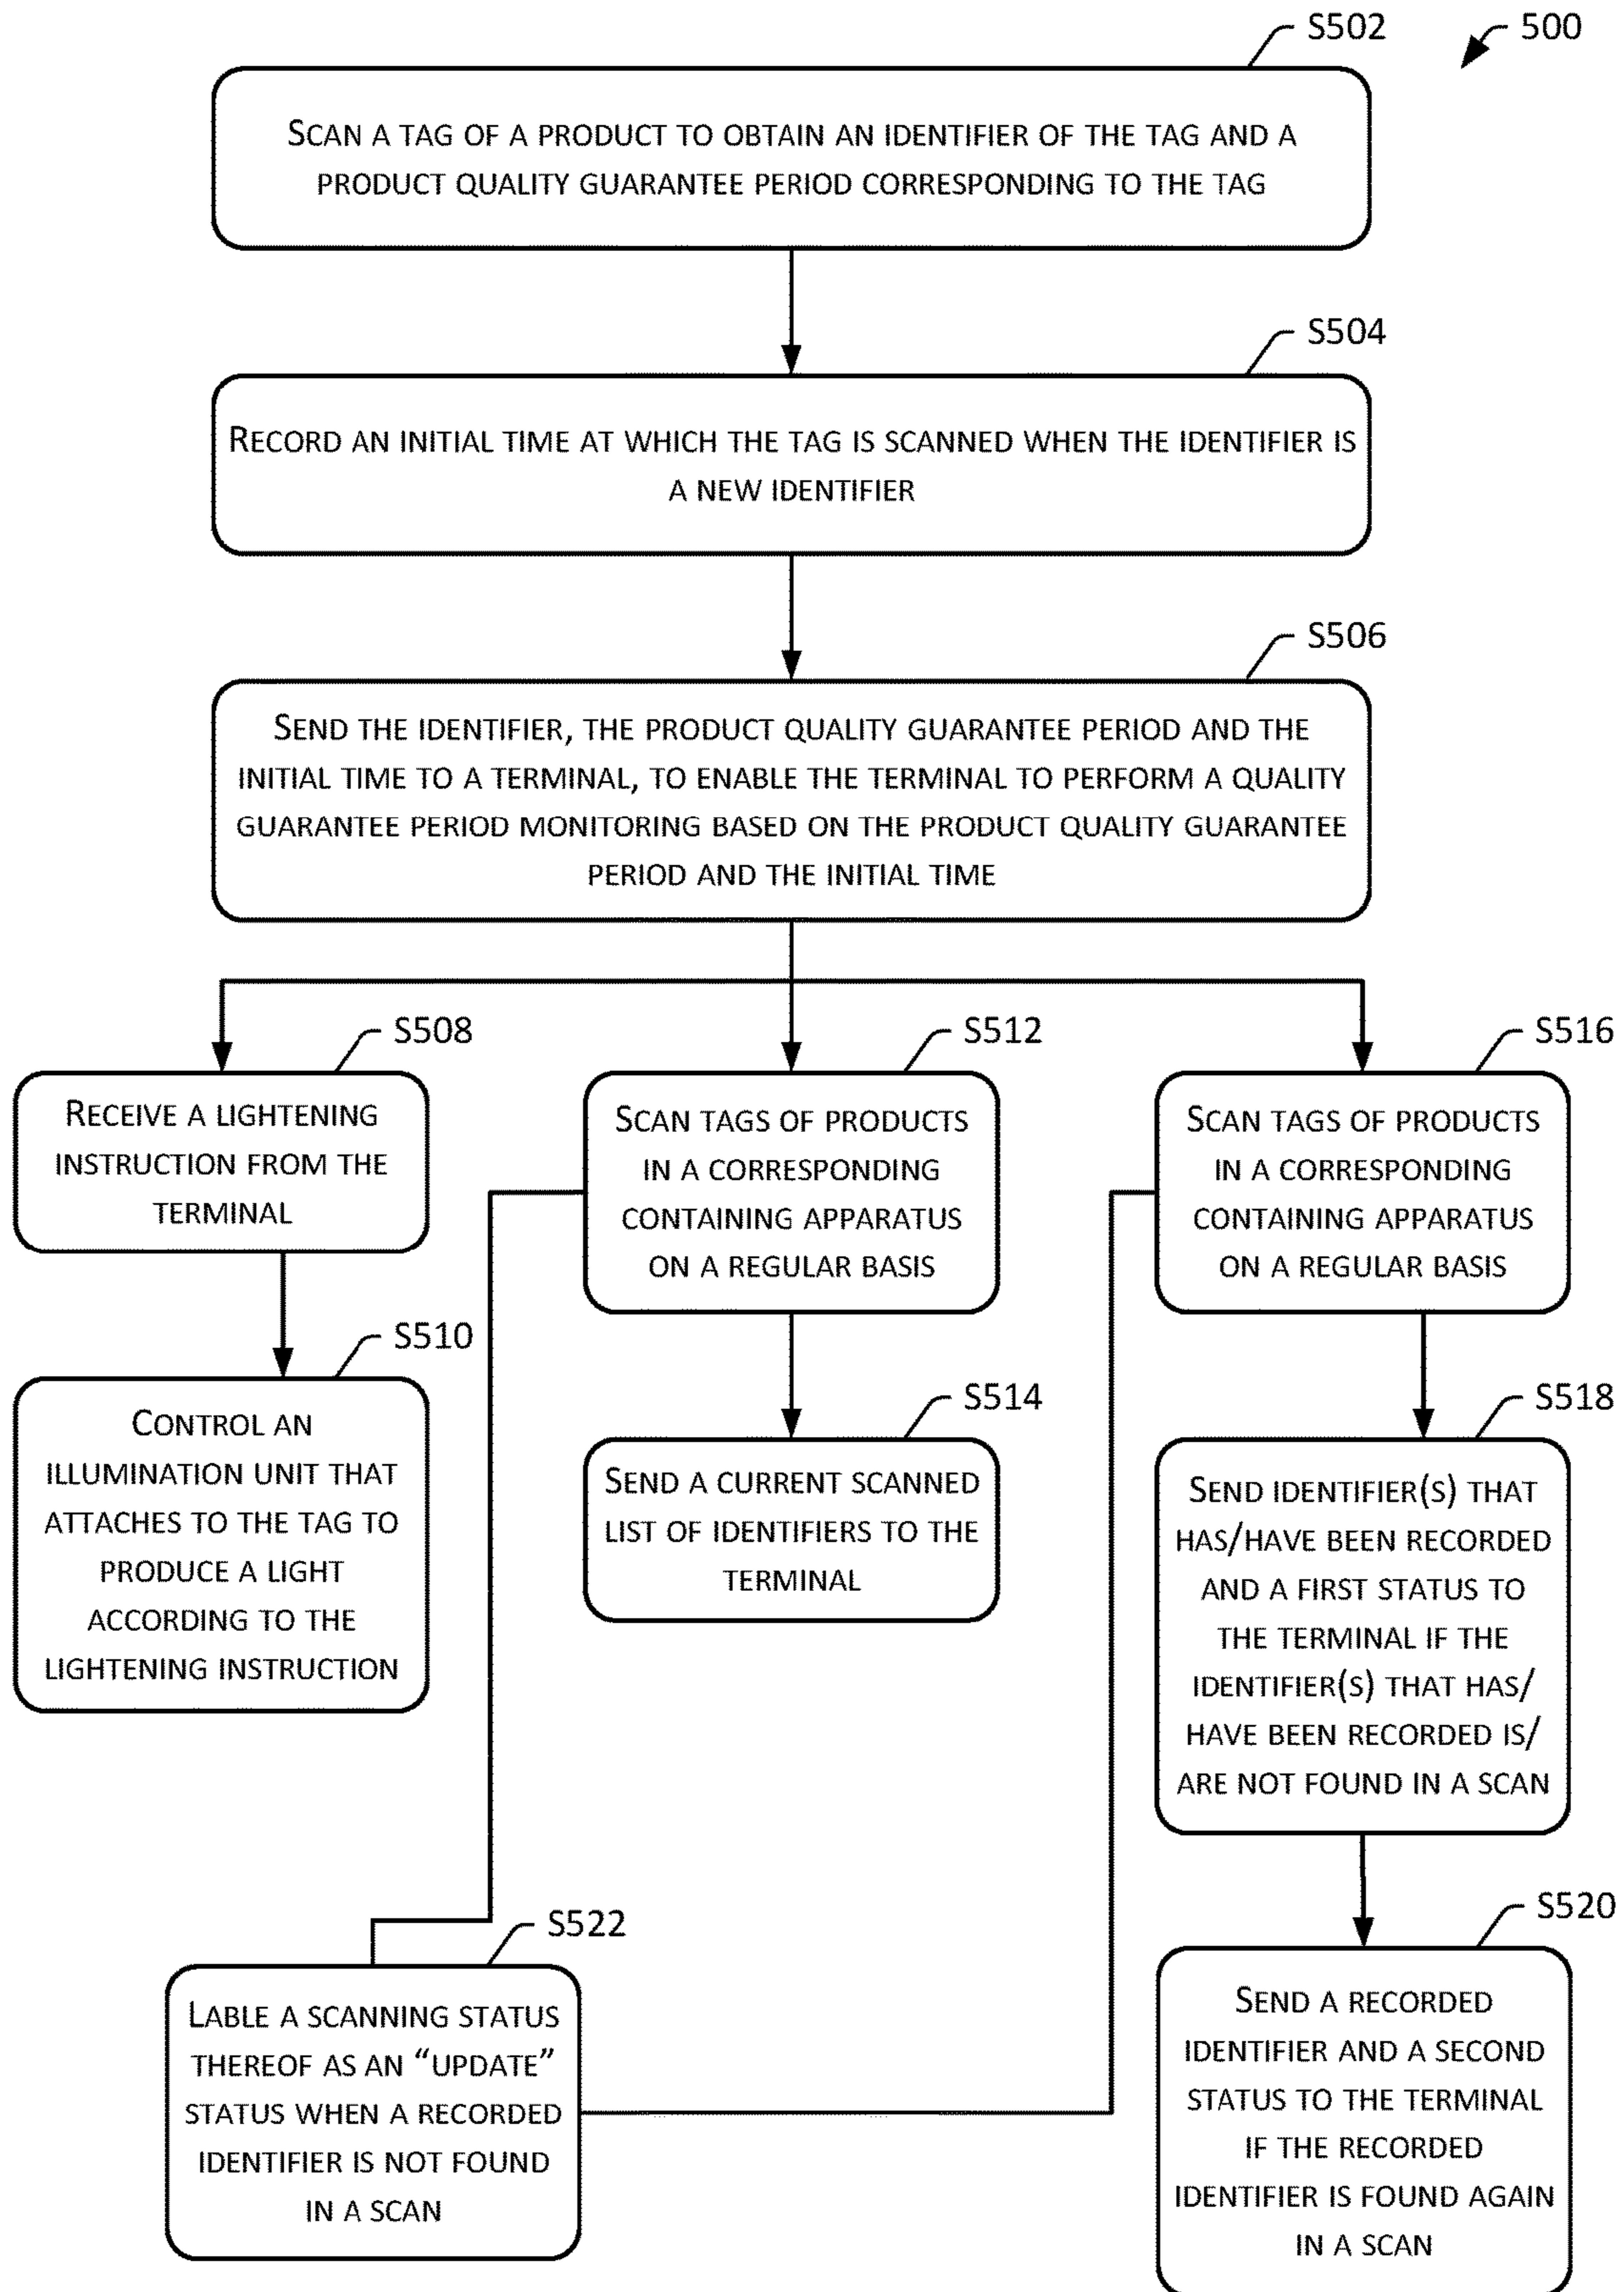 S502
500
Scan a tag of a product to obtain an identifier of the tag and a
product quality guarantee period corresponding to the tag
S504
Record an initial time at which the tag is scanned when the identifier is
a new identifier
S506
Send the identifier, the product quality guarantee period and the
initial time to a terminal, to enable the terminal to perform a quality
guarantee period monitoring based on the product quality guarantee
period and the initial time
S508
Receive a lightening
instruction from the
terminal
S510
Control an
illumination unit that
attaches to the tag to
produce a light
according to the
lightening instruction
S512
Scan tags of products
in a corresponding
containing apparatus
on a regular basis
S514
Send a current scanned
list of identifiers to the
terminal
S516
Scan tags of products
in a corresponding
containing apparatus
on a regular basis
S518
Send identifier(s) that
has/have been recorded
and a first status to
the terminal if the
identifier(s) that has/
have been recorded is/
are not found in a scan
S520
Send a recorded
identifier and a second
status to the terminal
if the recorded
identifier is found again
in a scan
S522
Lable a scanning status
thereof as an “update”
status when a recorded
identifier is not found
in a scan